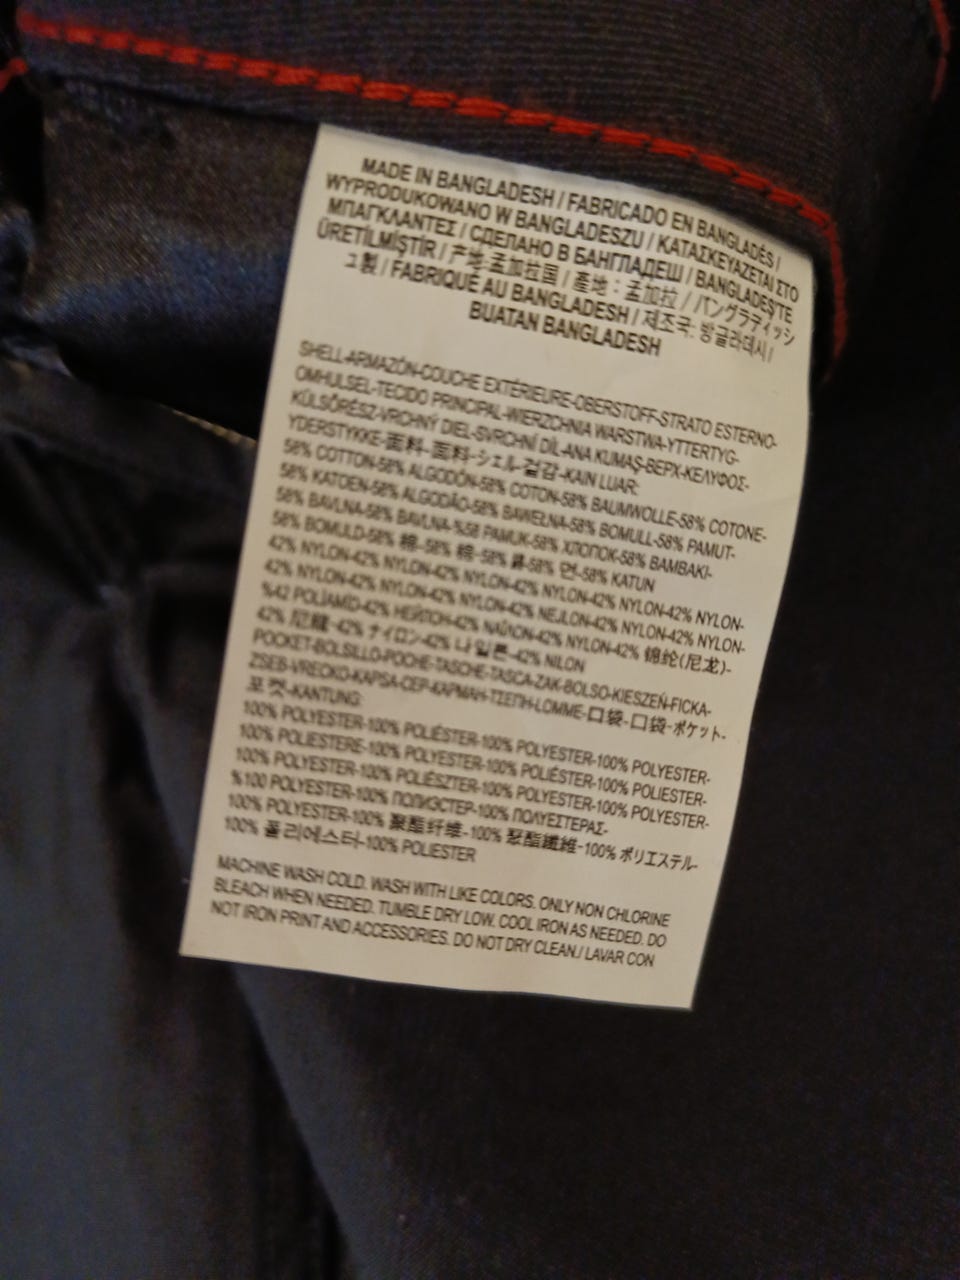 MADE IN BANGLADESH / FABRICADO EN BANGLADÉS /
WYPRODUKOWANO W BANGLADESZU / ΚΑΤΑΣΚΕΥΑΖΕΤΑΙ ΣΤΟ
ΜΠΑΓΚΛΑΝΤΕΣ / СДЕЛАНО В БАНГЛАДЕШ / BANGLADEŞ'TE
ÜRETİLMİŞTİR / 产地:孟加拉国 / 產地：孟加拉 / / バングラディッシ
ュ製 / FABRIQUÉ AU BANGLADESH / 제조국: 방글라데시 /
BUATAN BANGLADESH
SHELL-ARMAZÓN-COUCHE EXTÉRIEURE-OBERSTOFF-STRATO ESTERNO-
OMHULSEL-TECIDO PRINCIPAL-WIERZCHNIA WARSTWA-YTTERTYG-
KÜLSŐRÉSZ-VRCHNÝ DIEL-SVRCHNÍ DÍL-ANA KUMAŞ-ВЕРХ-ΚΕΛΥΦΟΣ-
YDERSTYKKE-面料-面料-シェル-겉감-KAIN LUAR:
58% COTTON-58% ALGODÓN-58% COTON-58% BAUMWOLLE-58% COTONE-
58% KATOEN-58% ALGODÃO-58% BAWEŁNA-58% BOMULL-58% PAMUT-
58% BAVLNA-58% BAVLNA-%58 PAMUK-58% ХЛОПОК-58% ΒΑΜΒΑΚΙ-
58% BOMULD-58% 棉-58% 棉-58% 綿-58% 면-58% KATUN
42% NYLON-42% NYLON-42% NYLON-42% NYLON-42% NYLON-42% NYLON-
42% NYLON-42% NYLON-42% NYLON-42% NEJLON-42% NYLON-42% NYLON-
%42 POLİAMİD-42% НЕЙЛОН-42% ΝΑΪΛΟΝ-42% NYLON-42% 锦纶(尼龙)-
42% 尼龍-42% ナイロン-42% 나일론-42% NILON
POCKET-BOLSILLO-POCHE-TASCHE-TASCA-ZAK-BOLSO-KIESZEŃ-FICKA-
ZSEB-VRECKO-KAPSA-CEP-КАРМАН-ΤΣΕΠΗ-LOMME-口袋-口袋-ポケット-
포켓-KANTUNG:
100% POLYESTER-100% POLIÉSTER-100% POLYESTER-100% POLYESTER-
100% POLIESTERE-100% POLYESTER-100% POLIÉSTER-100% POLIESTER-
100% POLYESTER-100% POLIÉSZTER-100% POLYESTER-100% POLYESTER-
%100 POLYESTER-100% ПОЛИЭСТЕР-100% ΠΟΛΥΕΣΤΕΡΑΣ-
100% POLYESTER-100% 聚酯纤维-100% 聚酯纖維-100% ポリエステル-
100% 폴리에스터-100% POLIESTER
MACHINE WASH COLD. WASH WITH LIKE COLORS. ONLY NON CHLORINE
BLEACH WHEN NEEDED. TUMBLE DRY LOW. COOL IRON AS NEEDED. DO
NOT IRON PRINT AND ACCESSORIES. DO NOT DRY CLEAN./ LAVAR CON